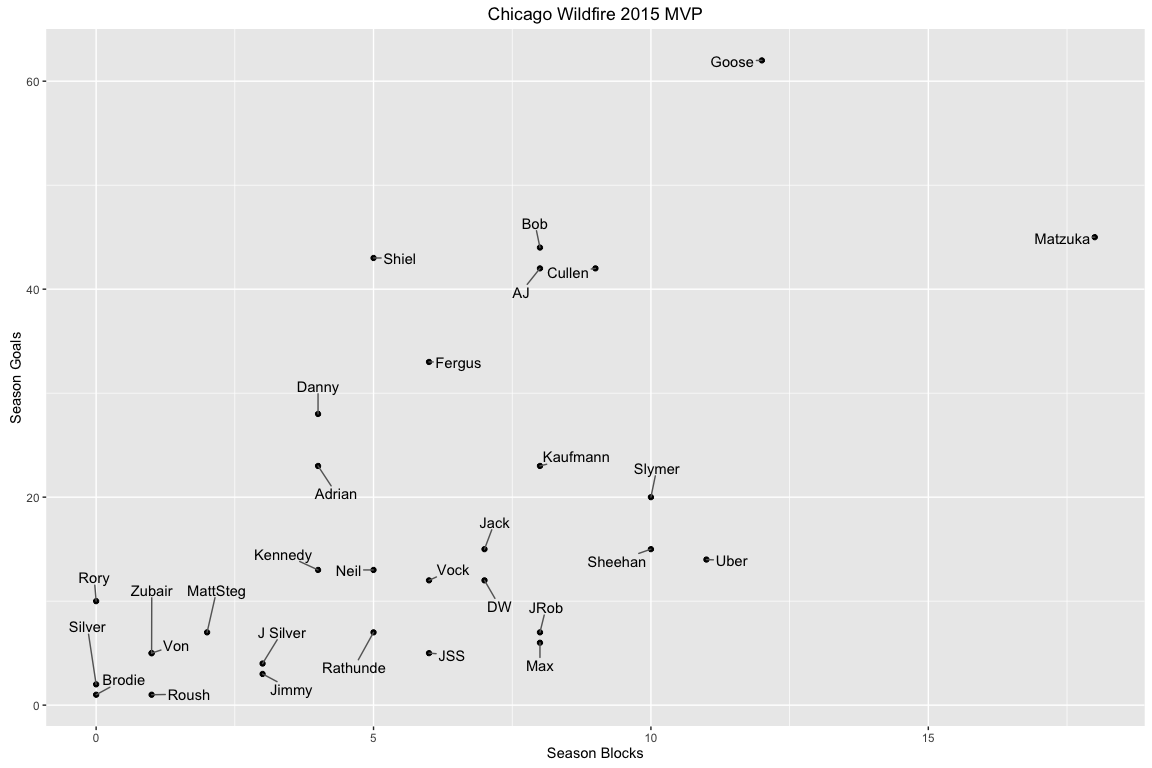 Chicago Wildfire 2015 MVP
Goose
60
Bob
Matzuka
Shiel
Cullen
AJ
40
Fergus
Season Goals
Danny
Kaufmann
Slymer
Adrian
20
Jack
Kennedy
Sheehan
Uber
Neil
Vock
Rory
Zubair
MattSteg
DW
JRob
Silver
J Silver
Von
JSS
Max
Rathunde
Brodie
Jimmy
Roush
0
0 5 10 15
Season Blocks